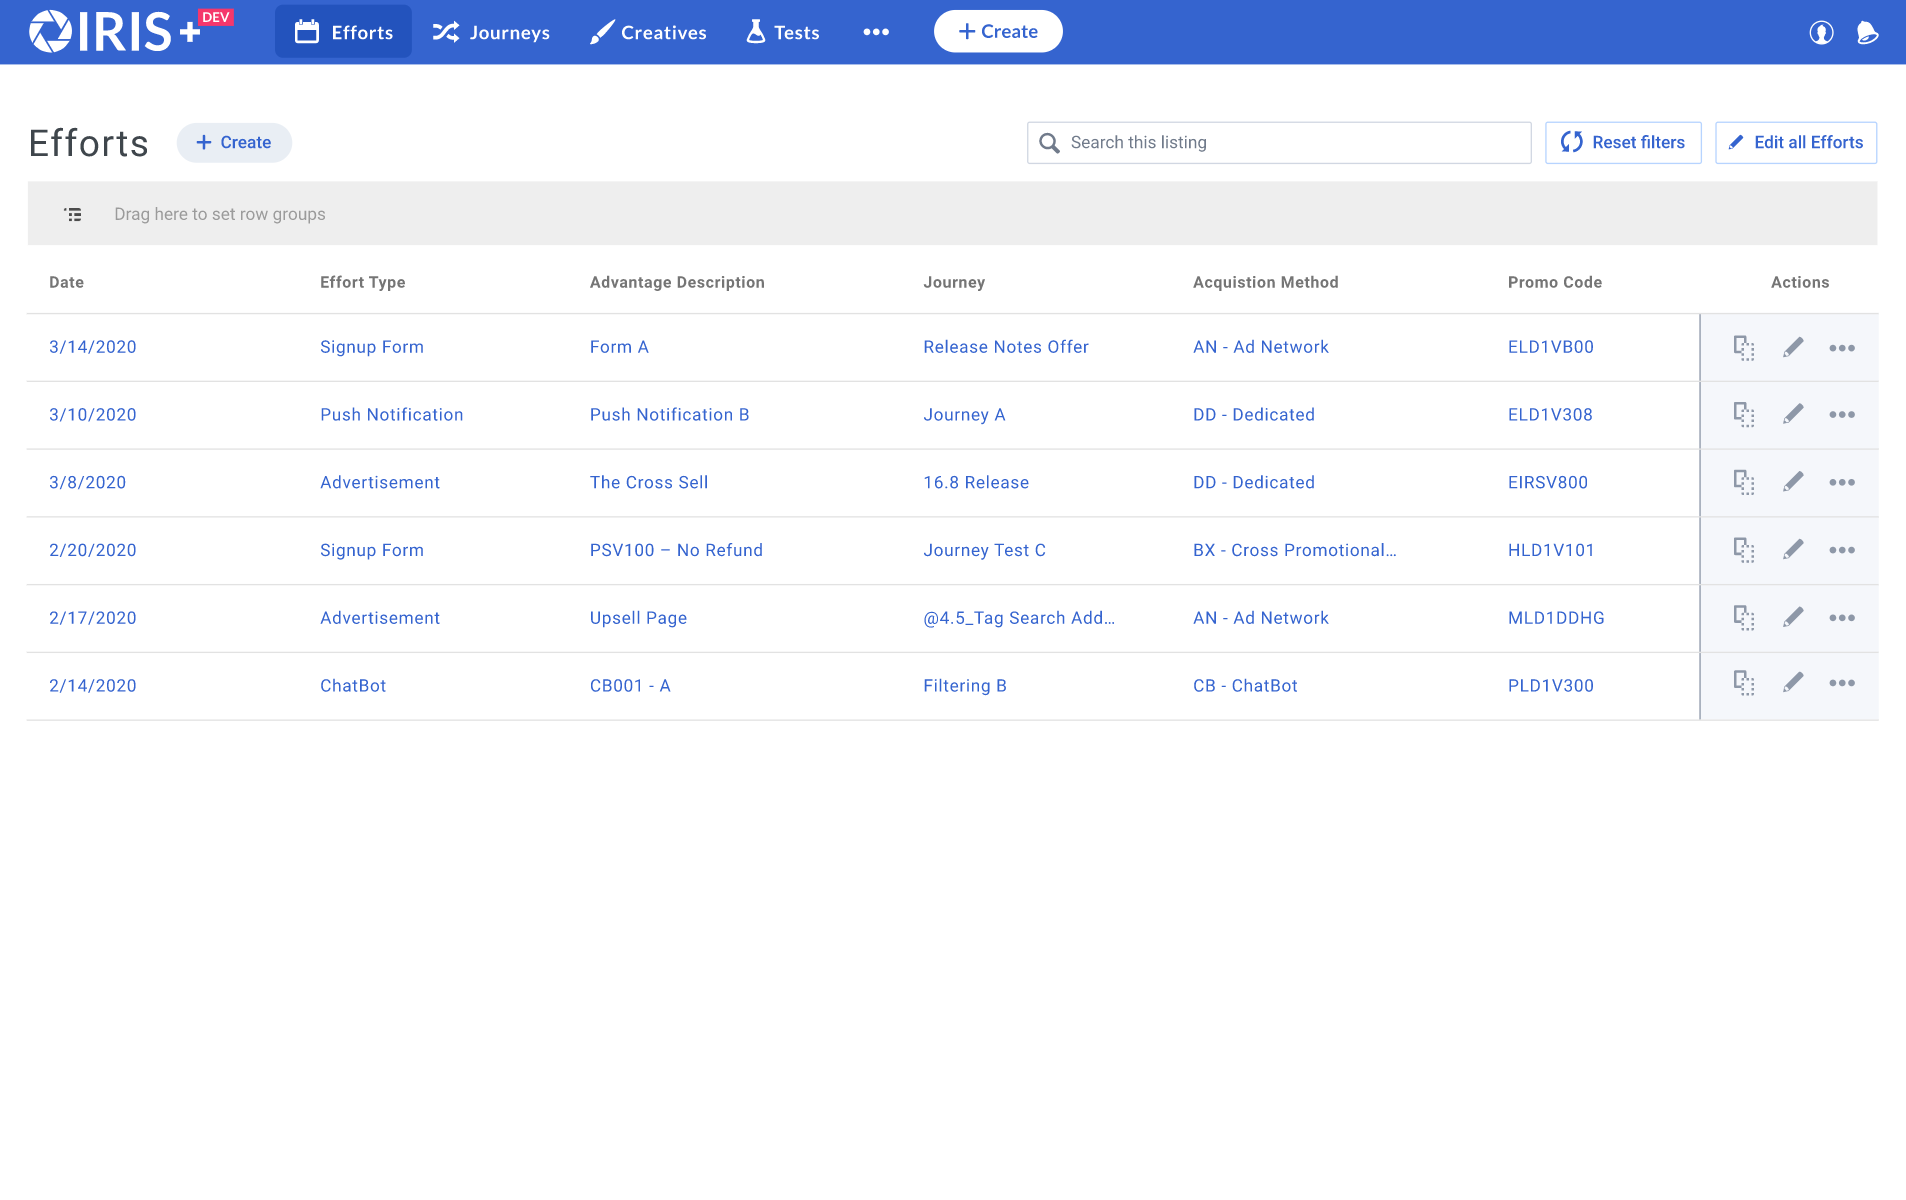 IRIS+ DEV Efforts Journeys Creatives Tests ••• + Create
Efforts + Create Search this listing Reset filters Edit all Efforts
Drag here to set row groups
Date Effort Type Advantage Description Journey Acquistion Method Promo Code Actions
3/14/2020 Signup Form Form A Release Notes Offer AN - Ad Network ELD1VB00
3/10/2020 Push Notification Push Notification B Journey A DD - Dedicated ELD1V308
3/8/2020 Advertisement The Cross Sell 16.8 Release DD - Dedicated EIRSV800
2/20/2020 Signup Form PSV100 – No Refund Journey Test C BX - Cross Promotional... HLD1V101
2/17/2020 Advertisement Upsell Page @4.5_Tag Search Add... AN - Ad Network MLD1DDHG
2/14/2020 ChatBot CB001 - A Filtering B CB - ChatBot PLD1V300